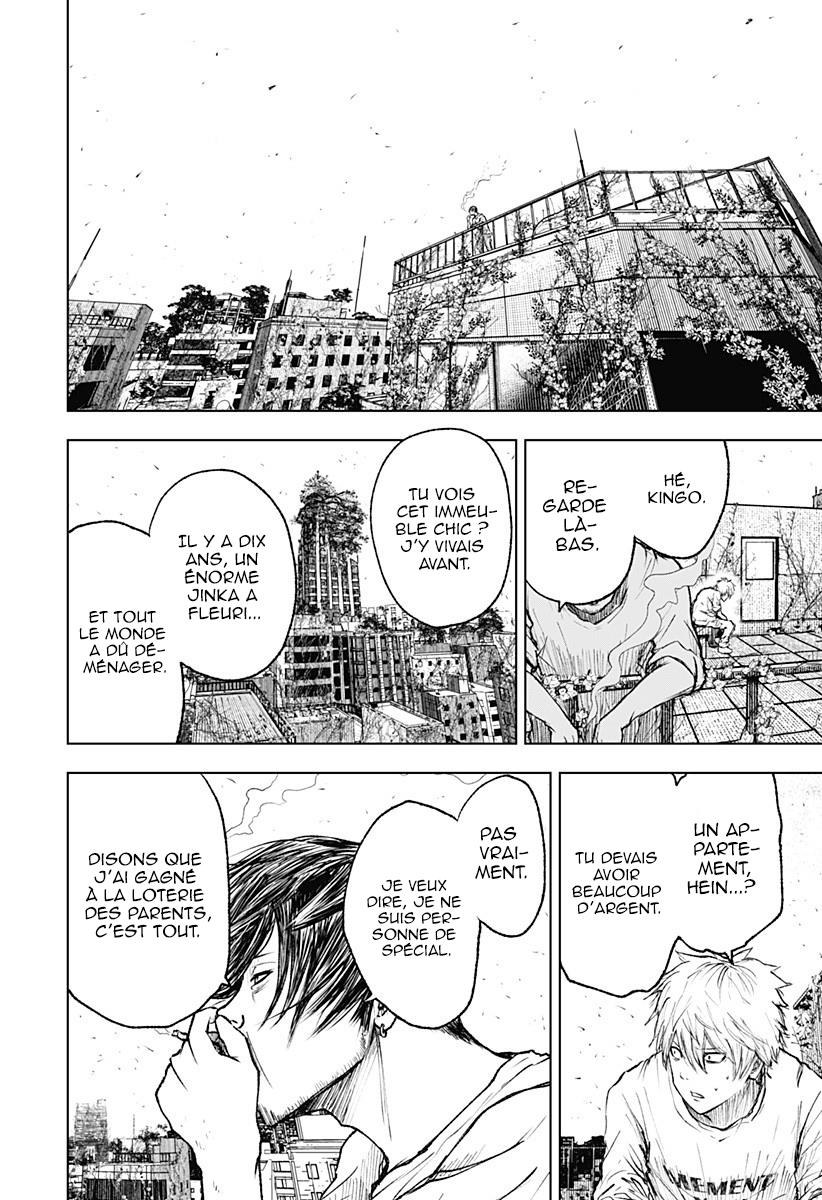 HÉ,
KINGO.
RE-
GARDE
LÀ-
BAS.
TU VOIS
CET IMMEU-
BLE CHIC ?
J'Y VIVAIS
AVANT.
IL Y A DIX
ANS, UN
ÉNORME
JINKA A
FLEURI...
ET TOUT
LE MONDE
A DÛ DÉ-
MÉNAGER.
UN AP-
PARTE-
MENT,
HEIN...?
TU DEVAIS
AVOIR
BEAUCOUP
D'ARGENT.
PAS
VRAI-
MENT.
JE VEUX
DIRE, JE NE
SUIS PER-
SONNE DE
SPÉCIAL.
DISONS QUE
J'AI GAGNÉ
À LA LOTERIE
DES PARENTS,
C'EST TOUT.